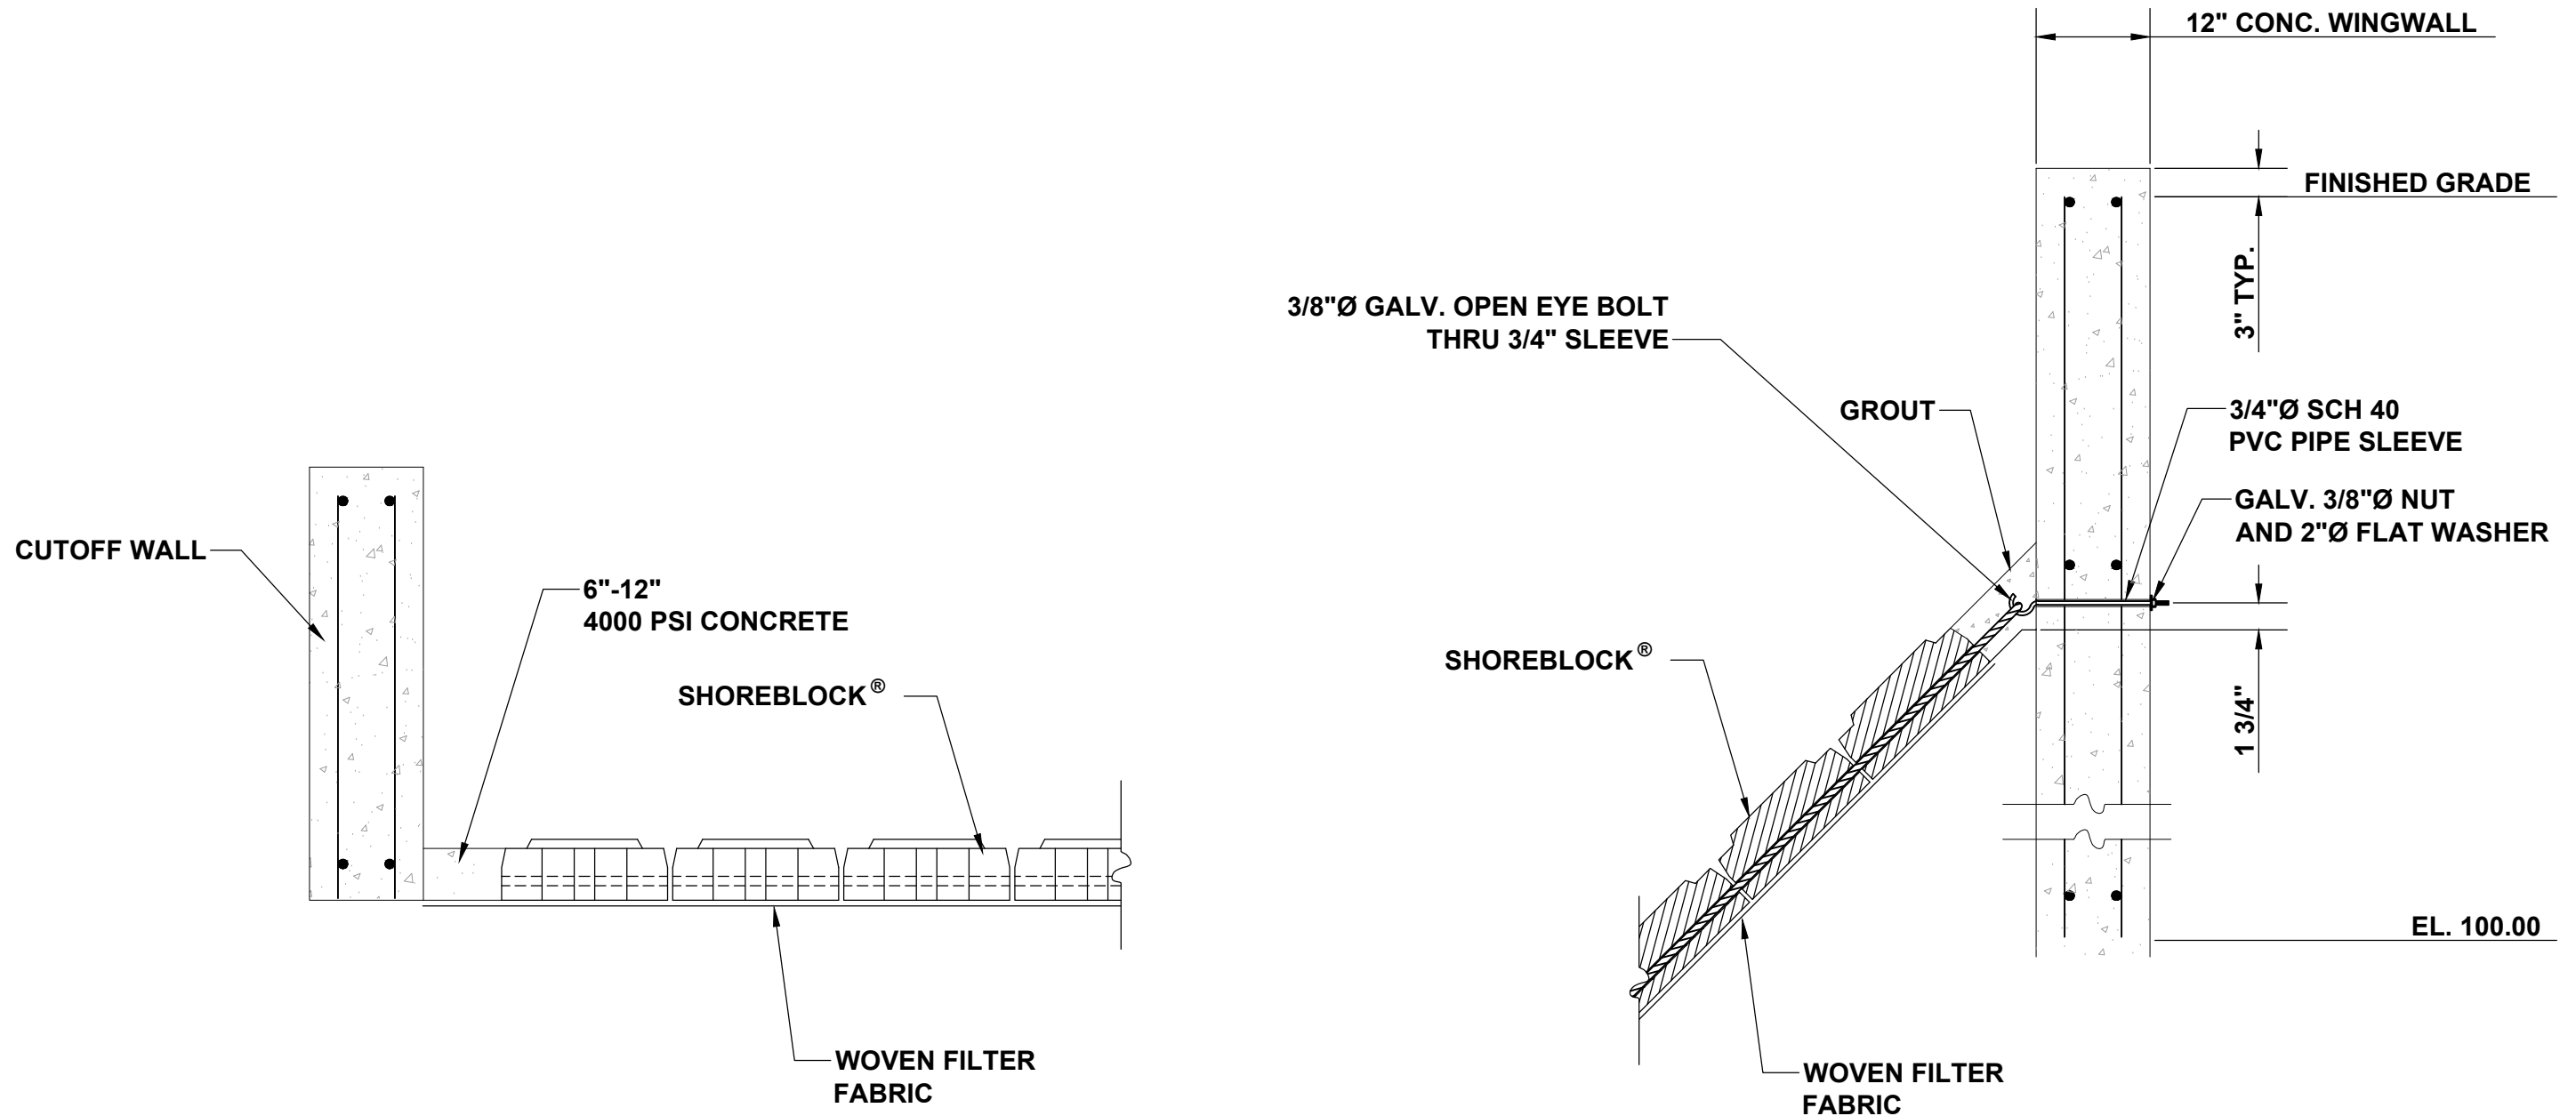 12" CONC. WINGWALL
FINISHED GRADE
3" TYP.
3/8"Ø GALV. OPEN EYE BOLT
THRU 3/4" SLEEVE
GROUT
3/4"Ø SCH 40
PVC PIPE SLEEVE
GALV. 3/8"Ø NUT
AND 2"Ø FLAT WASHER
CUTOFF WALL
6"-12"
4000 PSI CONCRETE
SHOREBLOCK®
SHOREBLOCK®
1 3/4"
EL. 100.00
WOVEN FILTER
FABRIC
WOVEN FILTER
FABRIC